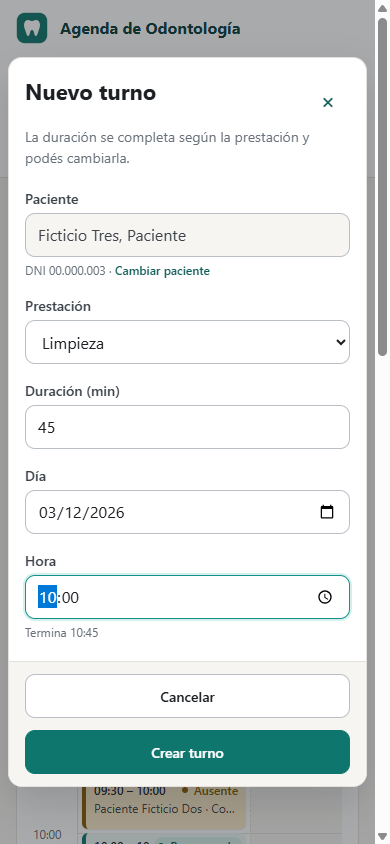 Agenda de Odontología
Nuevo turno
La duración se completa según la prestación y
podés cambiarla.
Paciente
Ficticio Tres, Paciente
DNI 00.000.003 · Cambiar paciente
Prestación
Limpieza
Duración (min)
45
Día
03/12/2026
Hora
10:00
Termina 10:45
Cancelar
Crear turno
09:30 – 10:00 Ausente
Paciente Ficticio Dos · Co...
10:00